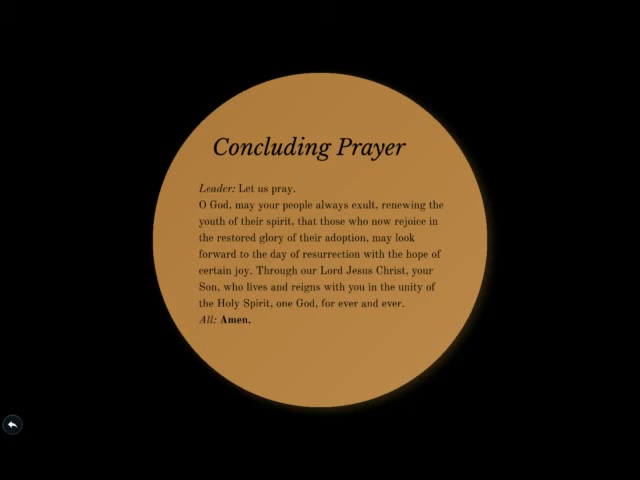 Concluding Prayer
Leader: Let us pray.
O God, may your people always exult, renewing the
youth of their spirit, that those who now rejoice in
the restored glory of their adoption, may look
forward to the day of resurrection with the hope of
certain joy. Through our Lord Jesus Christ, your
Son, who lives and reigns with you in the unity of
the Holy Spirit, one God, for ever and ever.
All: Amen.